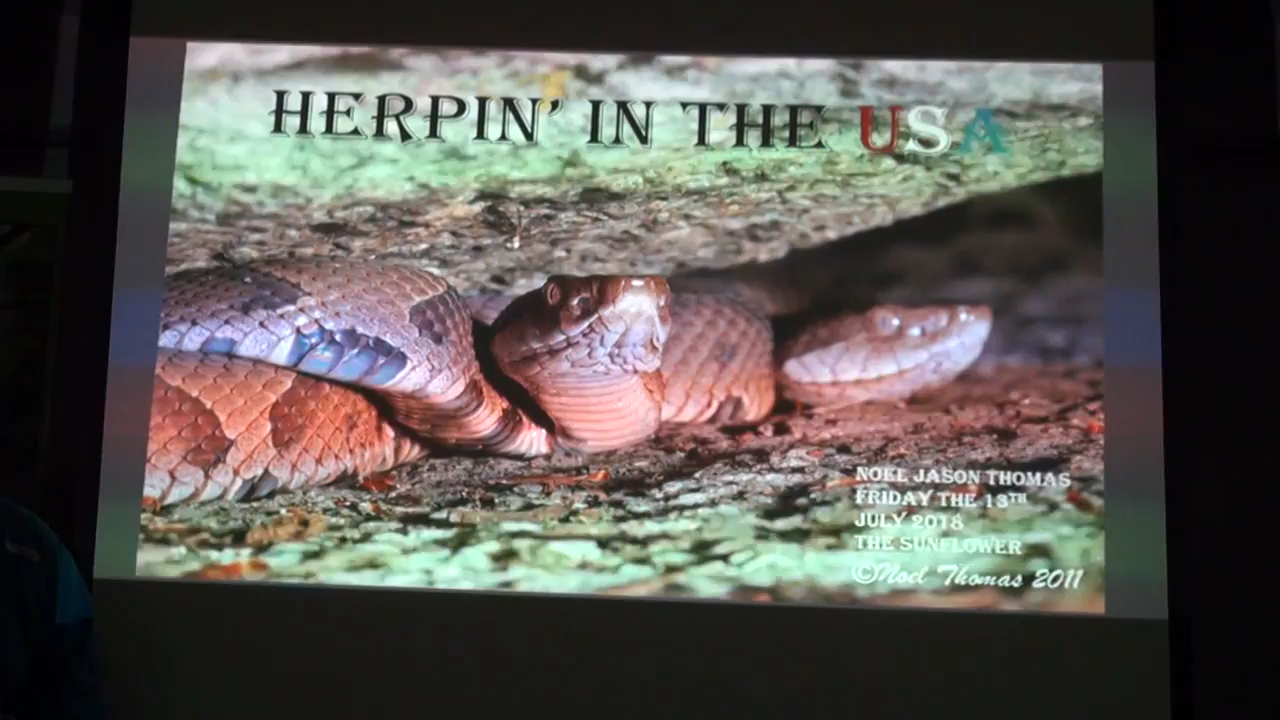 HERPIN' IN THE USA
NOEL JASON THOMAS
FRIDAY THE 13TH
JULY 2018
THE SUNFLOWER
©Noel Thomas 2011